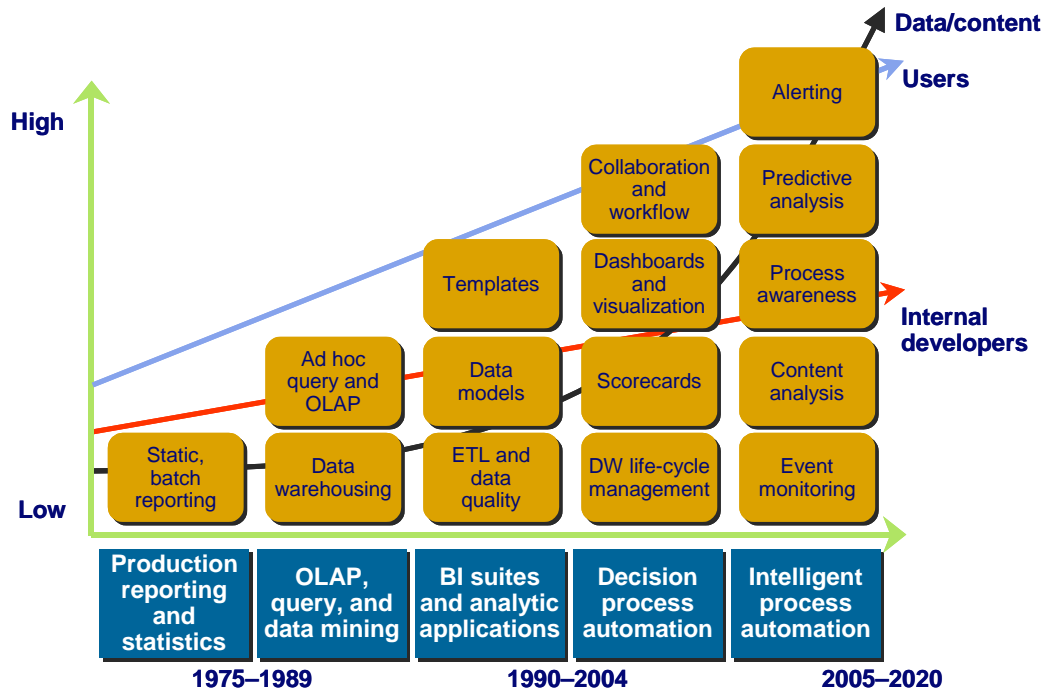 Data/content
Users
High
Alerting
Collaboration
and
workflow
Predictive
analysis
Templates
Dashboards
and
visualization
Process
awareness
Internal
developers
Ad hoc
query and
OLAP
Data
models
Scorecards
Content
analysis
Static,
batch
reporting
Data
warehousing
ETL and
data
quality
DW life-cycle
management
Event
monitoring
Low
Production
reporting
and
statistics
OLAP,
query, and
data mining
BI suites
and analytic
applications
Decision
process
automation
Intelligent
process
automation
1975–1989
1990–2004
2005–2020